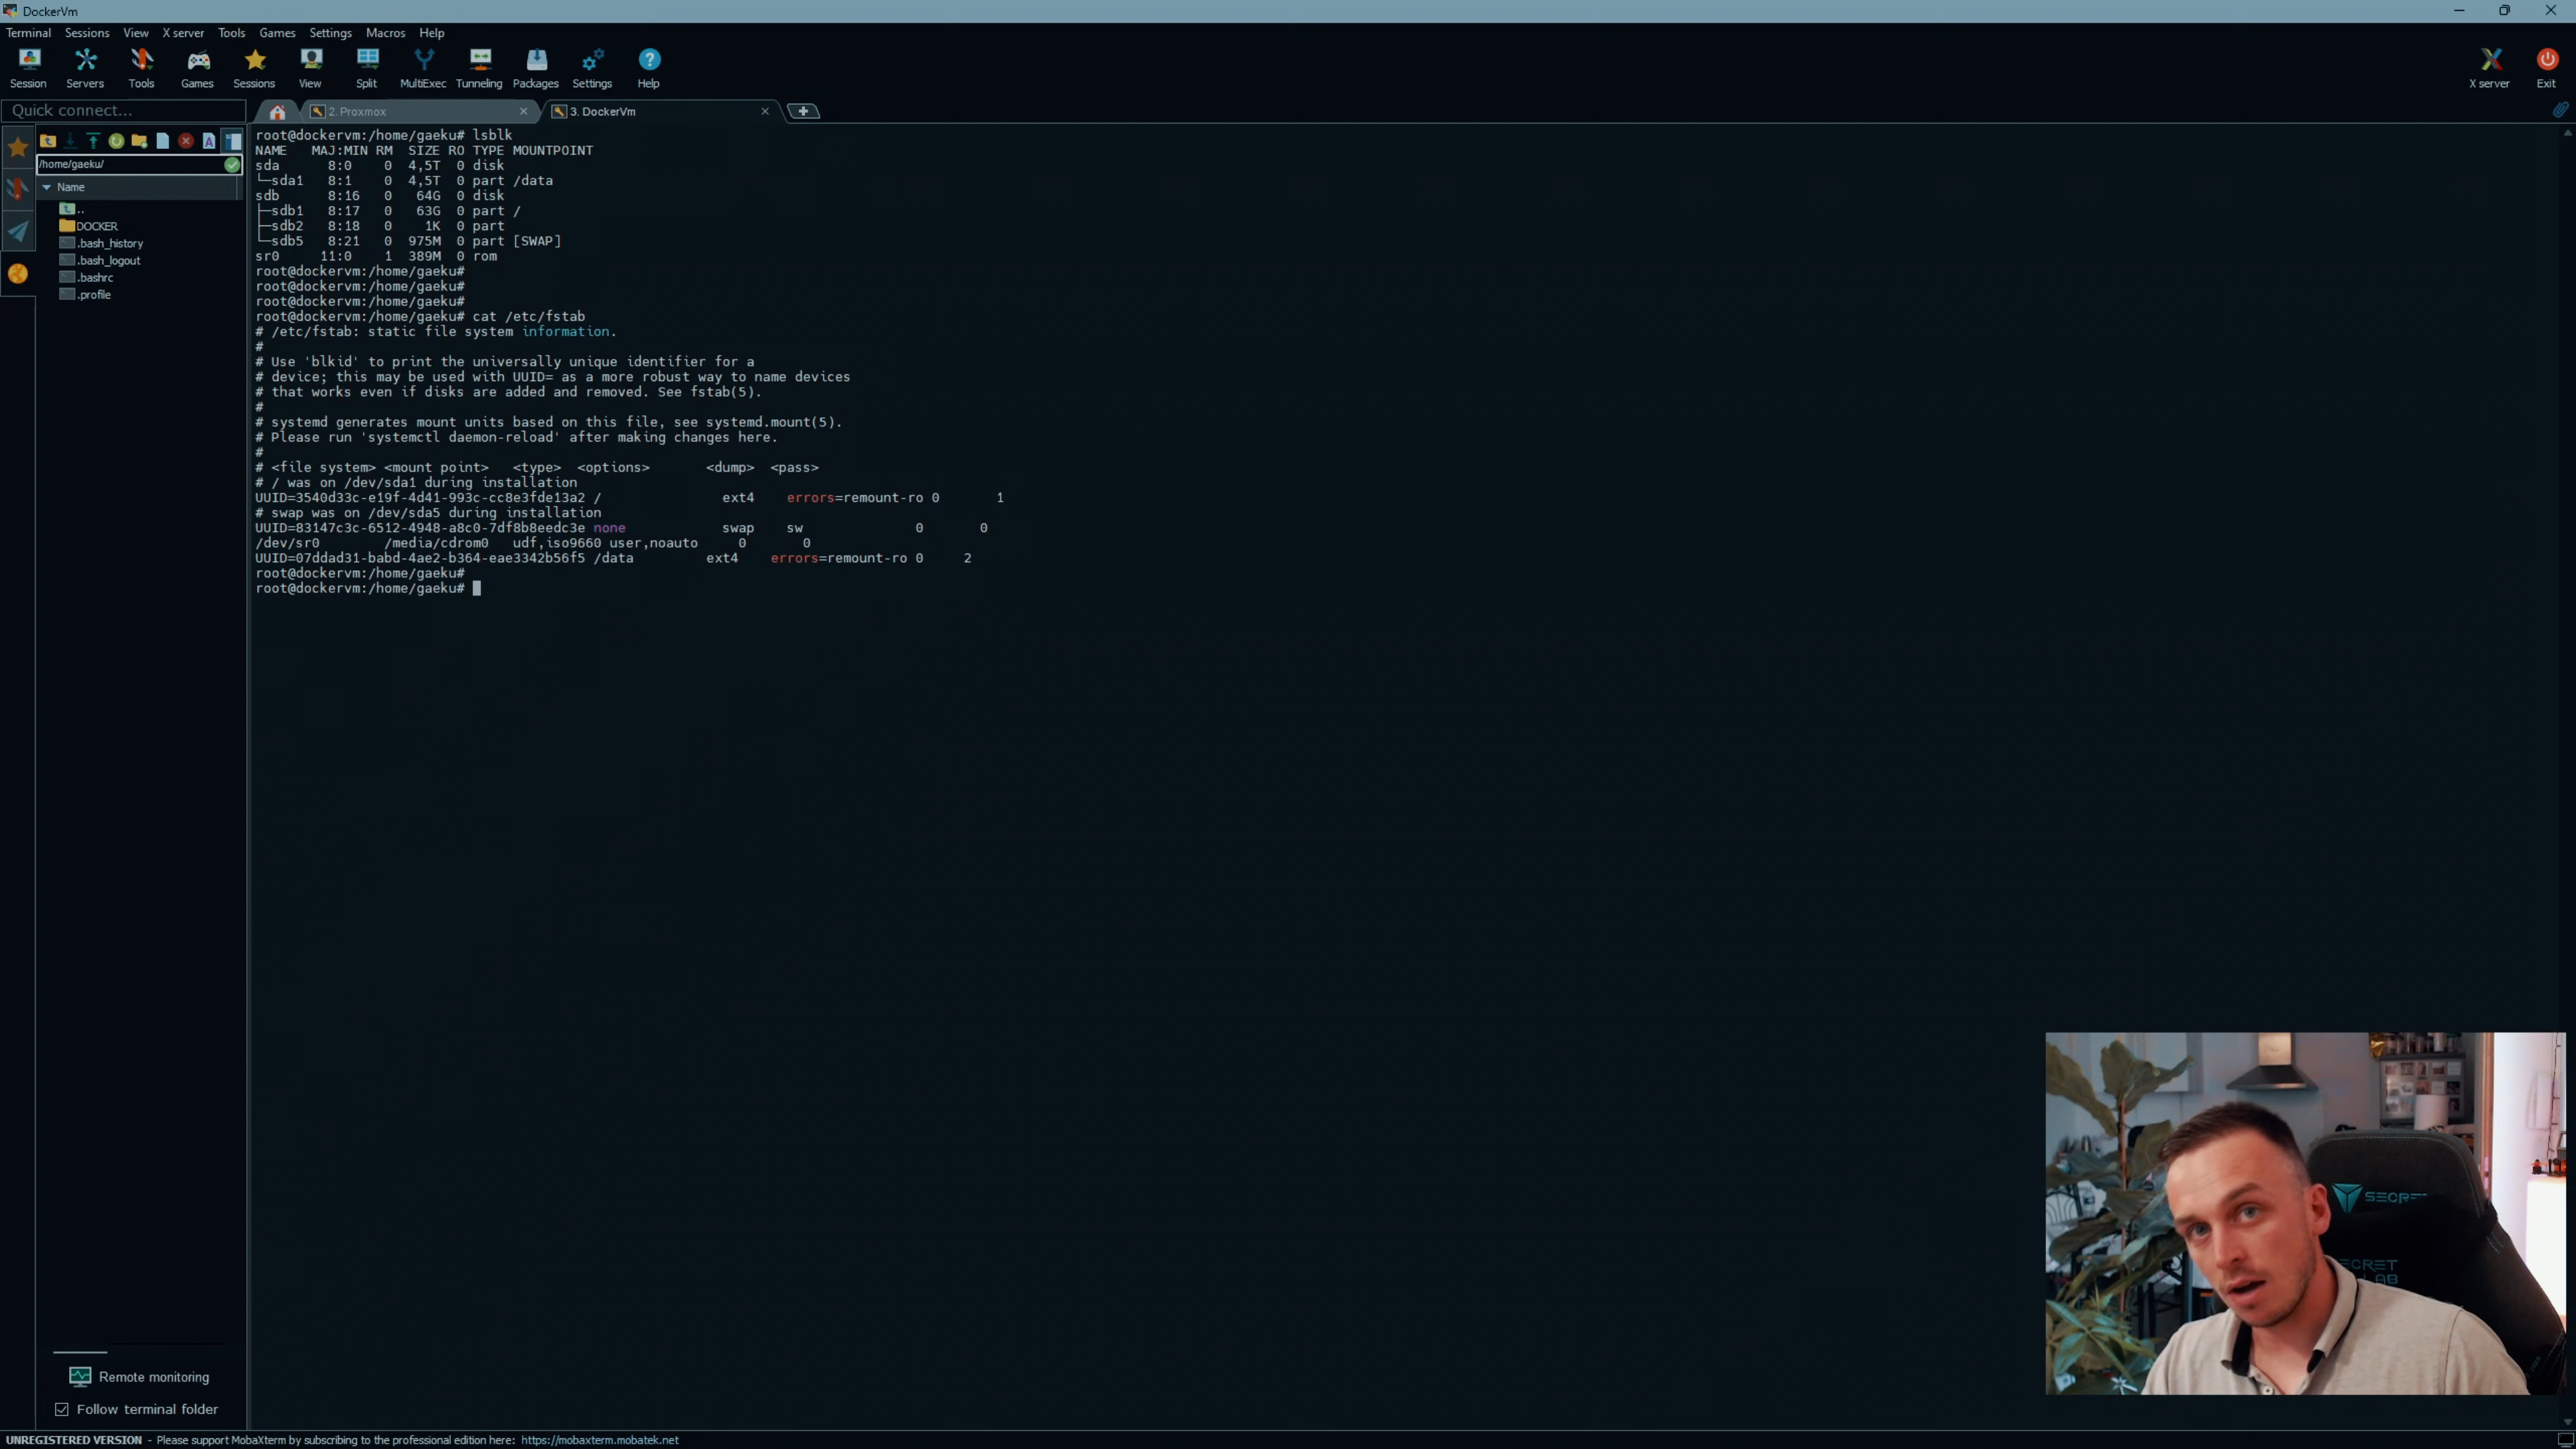 DockerVm
Terminal Sessions View X server Tools Games Settings Macros Help
Session Servers Tools Games Sessions View Split MultiExec Tunneling Packages Settings Help X server Exit
Quick connect... 2. Proxmox 3. DockerVm
/home/gaeku/
Name
..
DOCKER
.bash_history
.bash_logout
.bashrc
.profile
root@dockervm:/home/gaeku# lsblk
NAME   MAJ:MIN RM  SIZE RO TYPE MOUNTPOINT
sda      8:0    0  4,5T  0 disk
└─sda1   8:1    0  4,5T  0 part /data
sdb      8:16   0   64G  0 disk
├─sdb1   8:17   0   63G  0 part /
├─sdb2   8:18   0    1K  0 part
└─sdb5   8:21   0  975M  0 part [SWAP]
sr0     11:0    1  389M  0 rom
root@dockervm:/home/gaeku#
root@dockervm:/home/gaeku#
root@dockervm:/home/gaeku#
root@dockervm:/home/gaeku# cat /etc/fstab
# /etc/fstab: static file system information.
#
# Use 'blkid' to print the universally unique identifier for a
# device; this may be used with UUID= as a more robust way to name devices
# that works even if disks are added and removed. See fstab(5).
#
# systemd generates mount units based on this file, see systemd.mount(5).
# Please run 'systemctl daemon-reload' after making changes here.
#
# <file system> <mount point>   <type>  <options>       <dump>  <pass>
# / was on /dev/sda1 during installation
UUID=3540d33c-e19f-4d41-993c-cc8e3fde13a2 /               ext4    errors=remount-ro 0       1
# swap was on /dev/sda5 during installation
UUID=83147c3c-6512-4948-a8c0-7df8b8eedc3e none            swap    sw              0       0
/dev/sr0        /media/cdrom0   udf,iso9660 user,noauto     0       0
UUID=07ddad31-babd-4ae2-b364-eae3342b56f5 /data         ext4    errors=remount-ro 0     2
root@dockervm:/home/gaeku#
root@dockervm:/home/gaeku#
Remote monitoring
Follow terminal folder
UNREGISTERED VERSION - Please support MobaXterm by subscribing to the professional edition here: https://mobaxterm.mobatek.net